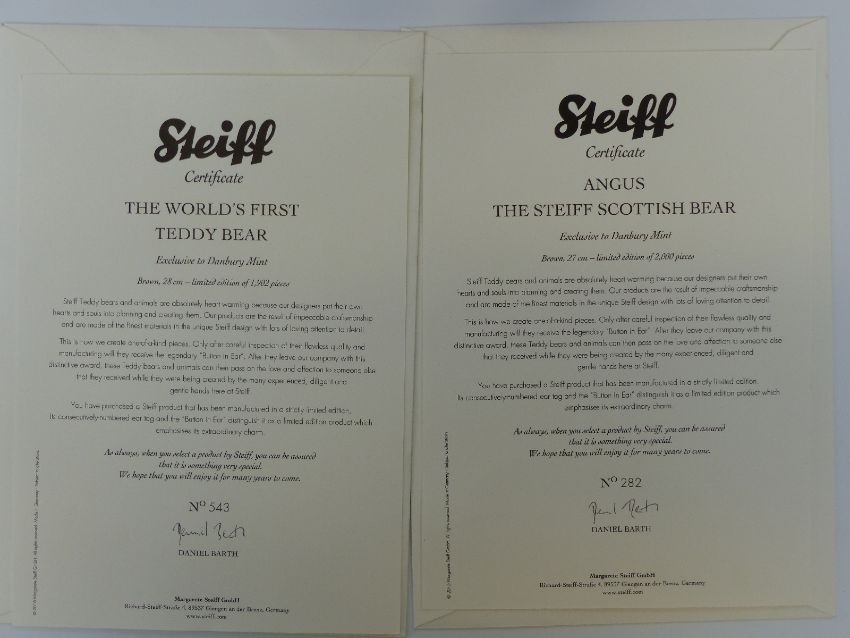 Steiff
Certificate
THE WORLD'S FIRST
TEDDY BEAR
Exclusive to Danbury Mint
Brown, 28 cm – limited edition of 1,902 pieces
Steiff Teddy bears and animals are absolutely heart warming because our designers put their own
hearts and souls into planning and creating them. Our products are the result of impeccable craftsmanship
and are made of the finest materials in the unique Steiff design with lots of loving attention to detail.
This is how we create one-of-a-kind pieces. Only after careful inspection of their flawless quality and
manufacturing will they receive the legendary "Button in Ear". After they leave our company with this
distinctive award, these Teddy bears and animals can then pass on the love and affection to someone else
that they received while they were being created by the many experienced, diligent and
gentle hands here at Steiff.
You have purchased a Steiff product that has been manufactured in a strictly limited edition.
Its consecutively-numbered ear tag and the "Button in Ear" distinguish it as a limited edition product which
emphasises its extraordinary charm.
As always, when you select a product by Steiff, you can be assured
that it is something very special.
We hope that you will enjoy it for many years to come.
Nº 543
DANIEL BARTH
Margarete Steiff GmbH
Richard-Steiff-Straße 4, 89537 Giengen an der Brenz, Germany
www.steiff.com
Steiff
Certificate
ANGUS
THE STEIFF SCOTTISH BEAR
Exclusive to Danbury Mint
Brown, 27 cm – limited edition of 2,000 pieces
Steiff Teddy bears and animals are absolutely heart warming because our designers put their own
hearts and souls into planning and creating them. Our products are the result of impeccable craftsmanship
and are made of the finest materials in the unique Steiff design with lots of loving attention to detail.
This is how we create one-of-a-kind pieces. Only after careful inspection of their flawless quality and
manufacturing will they receive the legendary "Button in Ear". After they leave our company with this
distinctive award, these Teddy bears and animals can then pass on the love and affection to someone else
that they received while they were being created by the many experienced, diligent and
gentle hands here at Steiff.
You have purchased a Steiff product that has been manufactured in a strictly limited edition.
Its consecutively-numbered ear tag and the "Button in Ear" distinguish it as a limited edition product which
emphasises its extraordinary charm.
As always, when you select a product by Steiff, you can be assured
that it is something very special.
We hope that you will enjoy it for many years to come.
Nº 282
DANIEL BARTH
Margarete Steiff GmbH
Richard-Steiff-Straße 4, 89537 Giengen an der Brenz, Germany
www.steiff.com